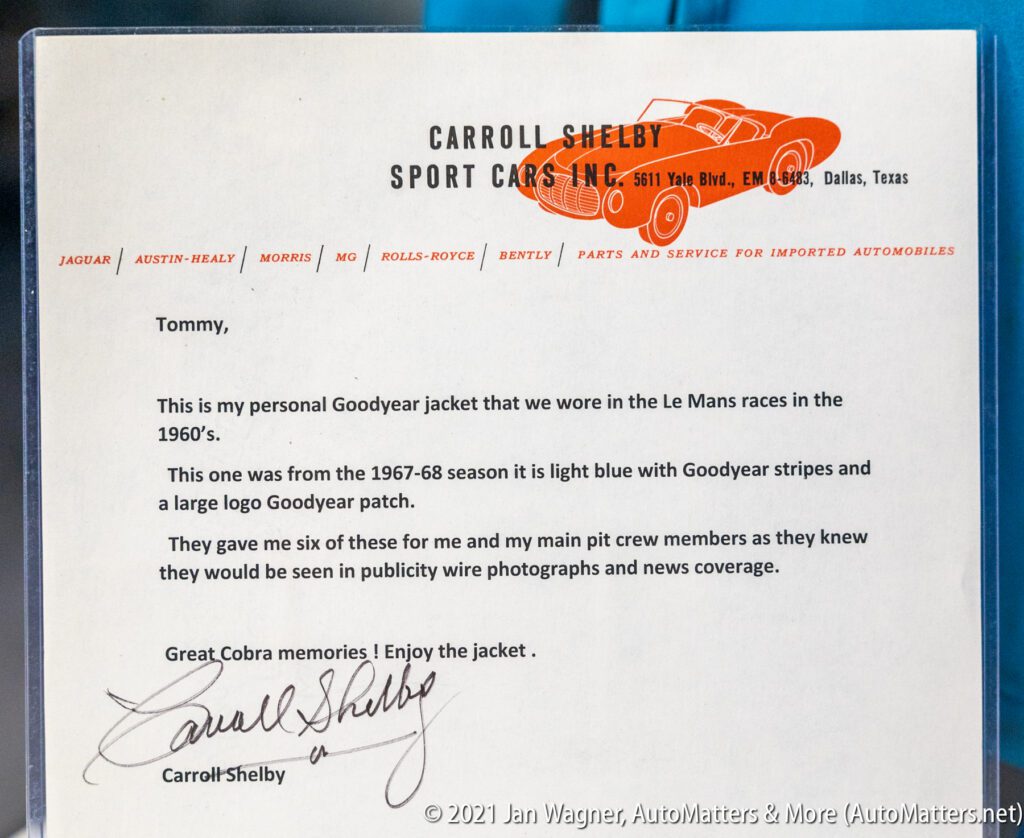 CARROLL SHELBY
SPORT CARS INC. 5611 Yale Blvd., EM 8-6483, Dallas, Texas
JAGUAR / AUSTIN-HEALY / MORRIS / MG / ROLLS-ROYCE / BENTLY / PARTS AND SERVICE FOR IMPORTED AUTOMOBILES
Tommy,
This is my personal Goodyear jacket that we wore in the Le Mans races in the
1960's.
This one was from the 1967-68 season it is light blue with Goodyear stripes and
a large logo Goodyear patch.
They gave me six of these for me and my main pit crew members as they knew
they would be seen in publicity wire photographs and news coverage.
Great Cobra memories ! Enjoy the jacket .
Carroll Shelby
Carroll Shelby
© 2021 Jan Wagner, AutoMatters & More (AutoMatters.net)